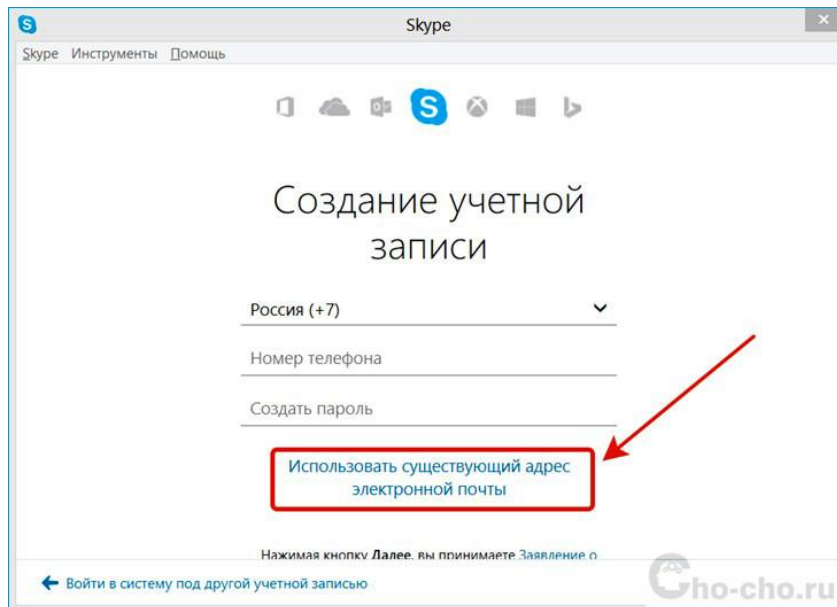 Skype
Skype Инструменты Помощь
Создание учетной
записи
Россия (+7)
Номер телефона
Создать пароль
Использовать существующий адрес
электронной почты
Нажимая кнопку Далее, вы принимаете Заявление о
Войти в систему под другой учетной записью
Cho-cho.ru